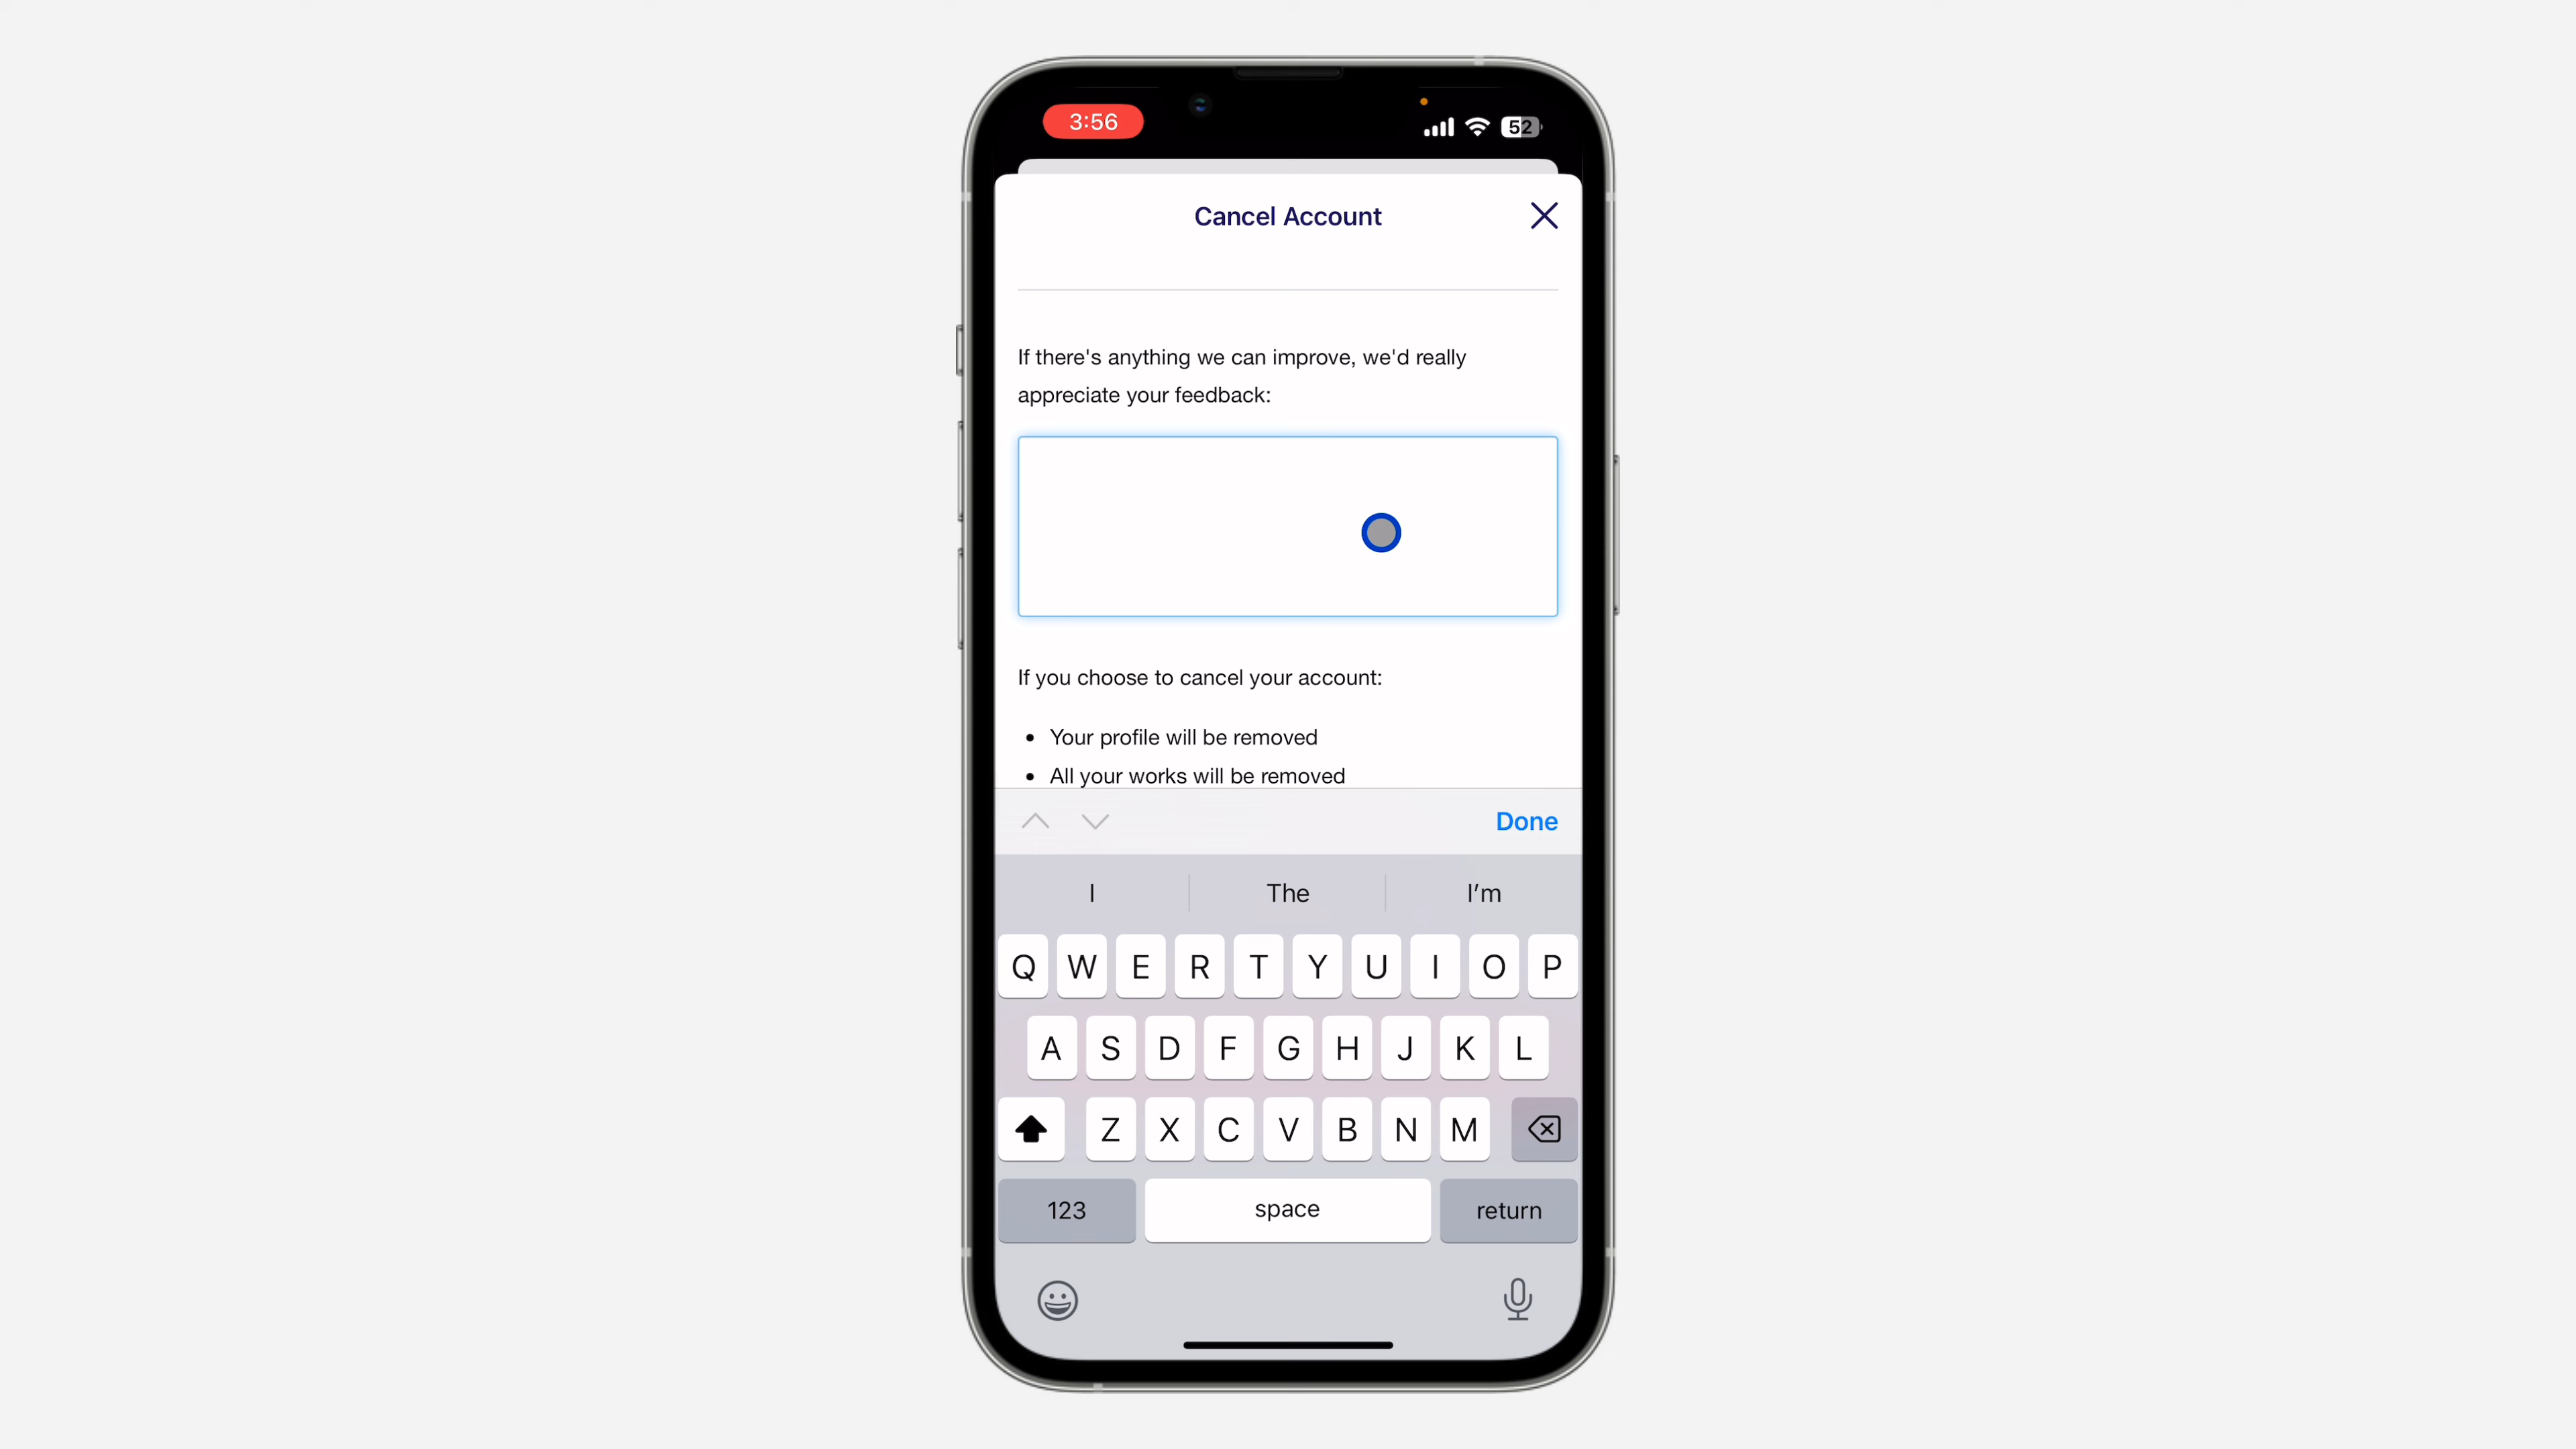 3:56
52
Cancel Account
If there's anything we can improve, we'd really
appreciate your feedback:
If you choose to cancel your account:
• Your profile will be removed
• All your works will be removed
Done
I The I'm
Q W E R T Y U I O P
A S D F G H J K L
Z X C V B N M
123 space return